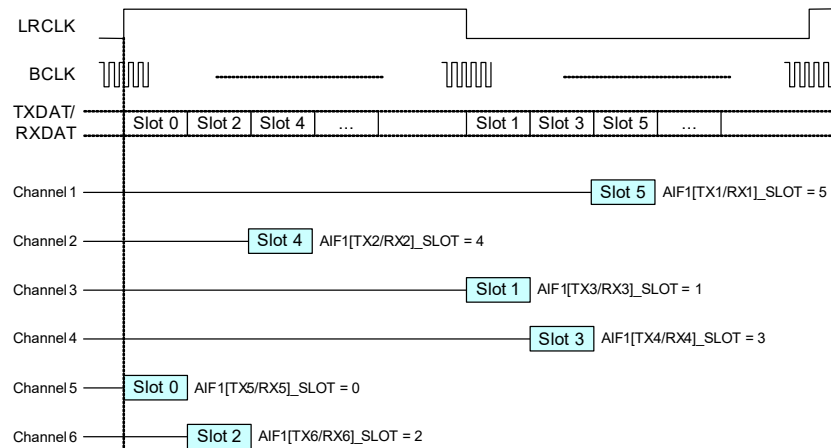 LRCLK
BCLK
TXDAT/
RXDAT
Slot 0 Slot 2 Slot 4 ... Slot 1 Slot 3 Slot 5 ...
Channel 1 Slot 5 AIF1[TX1/RX1]_SLOT = 5
Channel 2 Slot 4 AIF1[TX2/RX2]_SLOT = 4
Channel 3 Slot 1 AIF1[TX3/RX3]_SLOT = 1
Channel 4 Slot 3 AIF1[TX4/RX4]_SLOT = 3
Channel 5 Slot 0 AIF1[TX5/RX5]_SLOT = 0
Channel 6 Slot 2 AIF1[TX6/RX6]_SLOT = 2